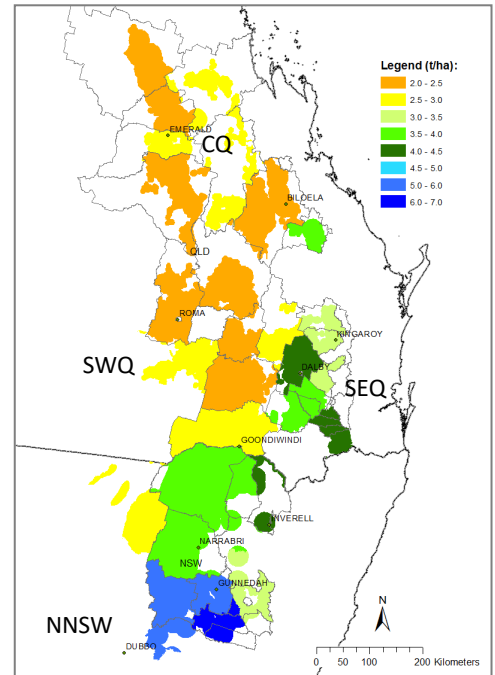 Legend (t/ha):
2.0 - 2.5
2.5 - 3.0
3.0 - 3.5
3.5 - 4.0
4.0 - 4.5
4.5 - 5.0
5.0 - 6.0
6.0 - 7.0
EMERALD
CQ
BILOELA
QLD
ROMA
KINGAROY
SWQ
DALBY
SEQ
GOONDIWINDI
INVERELL
NARRABRI
NSW
GUNNEDAH
N
NNSW
DUBBO
0 50 100 200 Kilometers